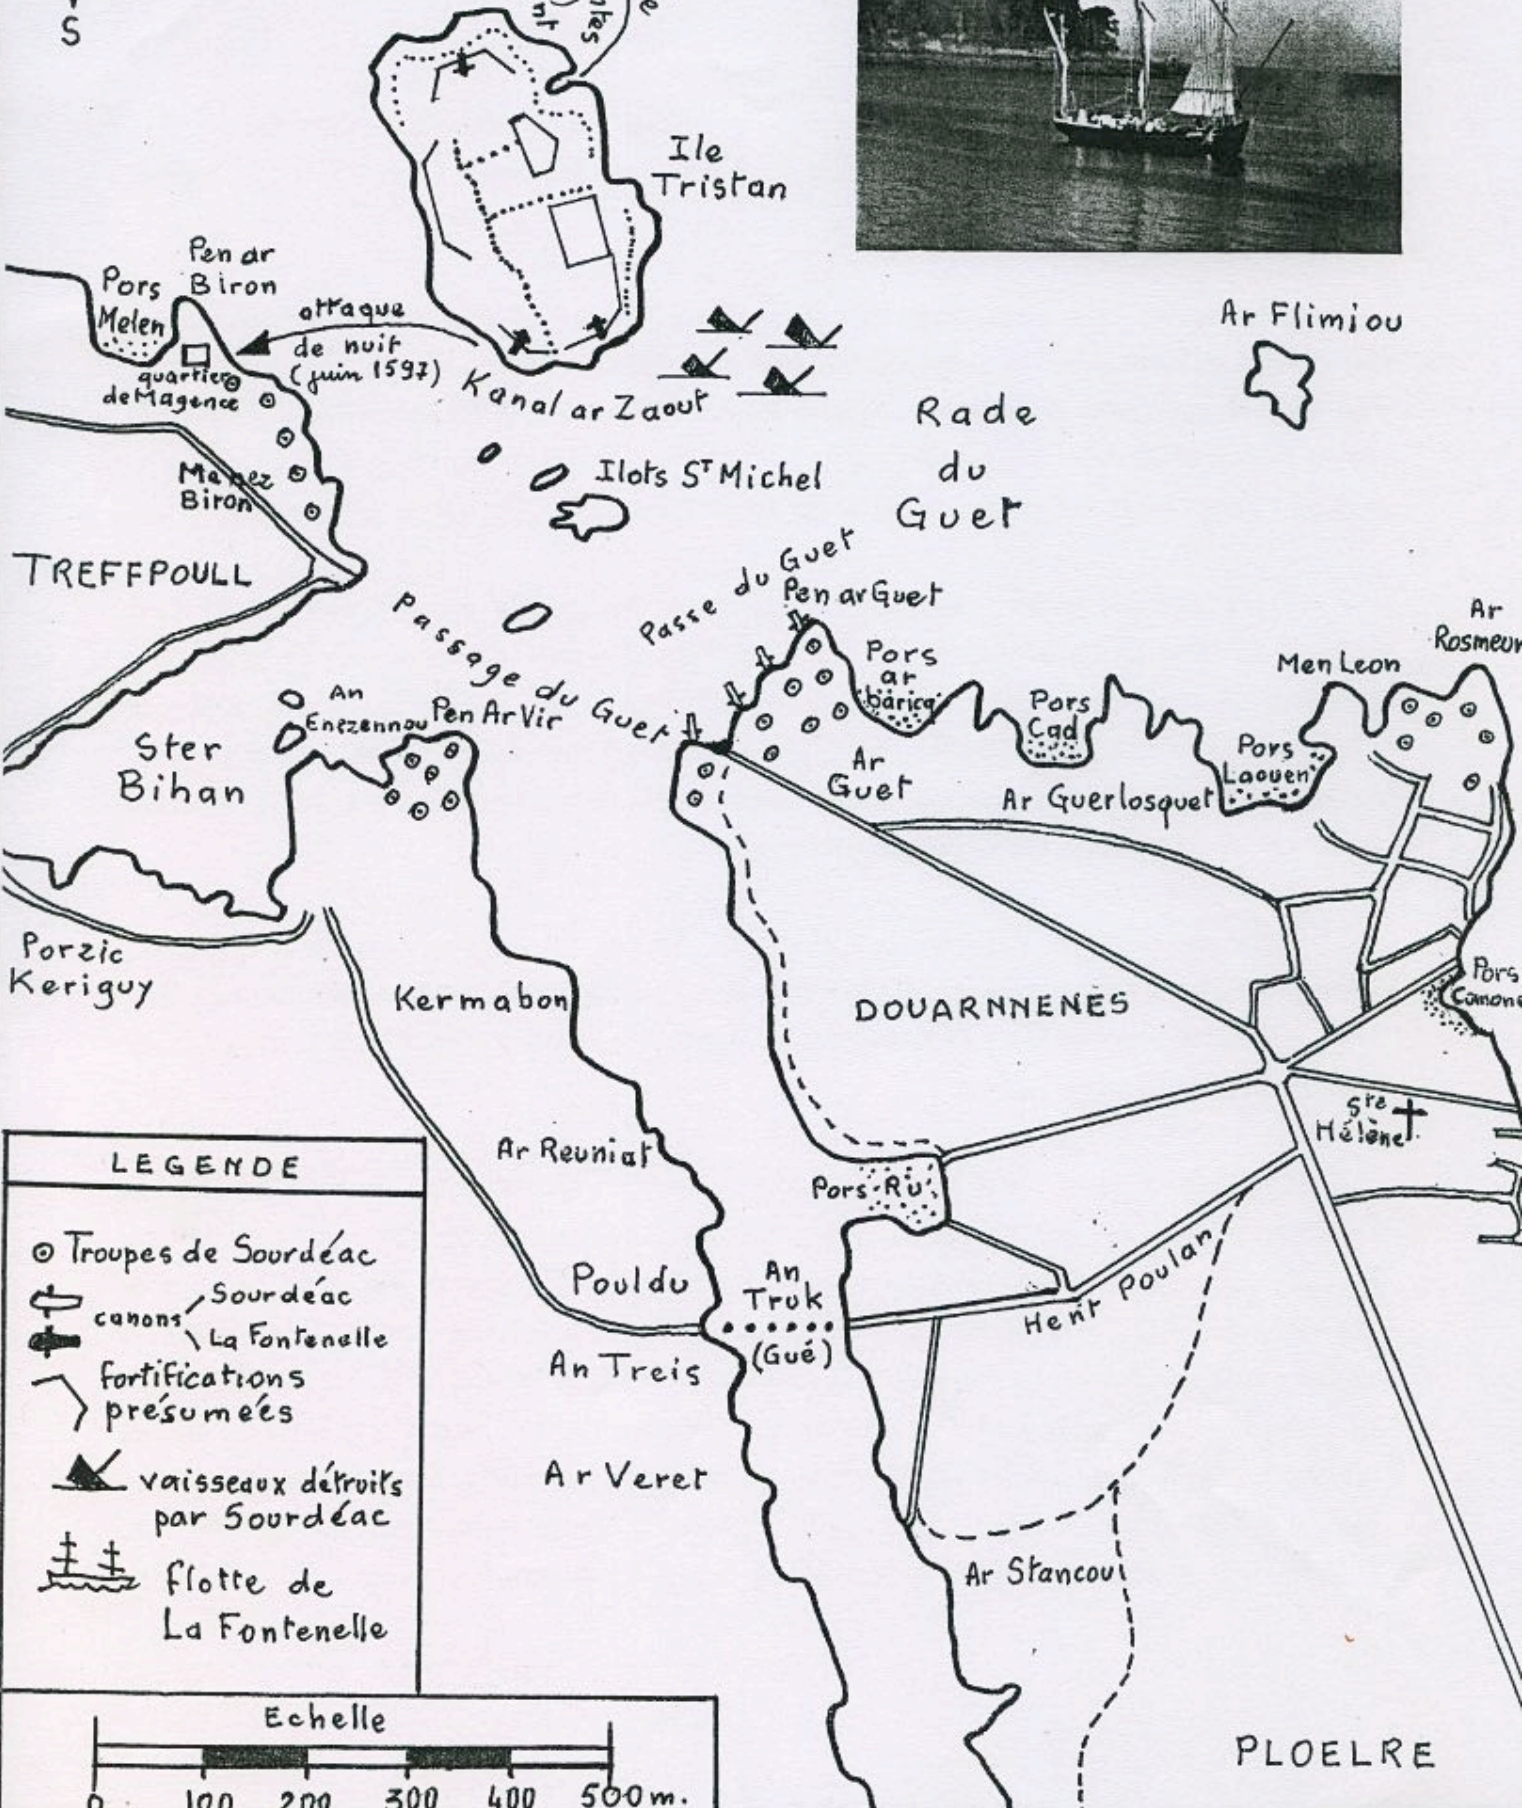 S
Ile
Tristan
Pen ar
Biron
Pors
Melen
attaque
de nuit
(juin 1597)
quartier
de Magence
Kanal ar Zaout
Ar Flimiou
Rade
du
Guet
Manez
Biron
Ilots Sᵀ Michel
TREFFPOULL
Passage du Guet
Passe du Guet
Pen ar Guet
Ar
Rosmeur
Men Leon
Pors
ar
barica
Pors
Cad
Pors
Laouen
An
Enezennou
Pen Ar Vir
Ster
Bihan
Ar
Guet
Ar Guerlosquet
Porzic
Keriguy
Kermabon
DOUARNNENES
Pors
Ar Reuniat
Sᵗᵉ
Hélène
Pors Ru
Pouldu
An
Truk
(Gué)
Hent Poulan
An Treis
Ar Veret
Ar Stancou
PLOELRE
LEGENDE
Troupes de Sourdéac
canons
Sourdéac
La Fontenelle
fortifications
présumées
vaisseaux détruits
par Sourdéac
flotte de
La Fontenelle
Echelle
0 100 200 300 400 500 m.